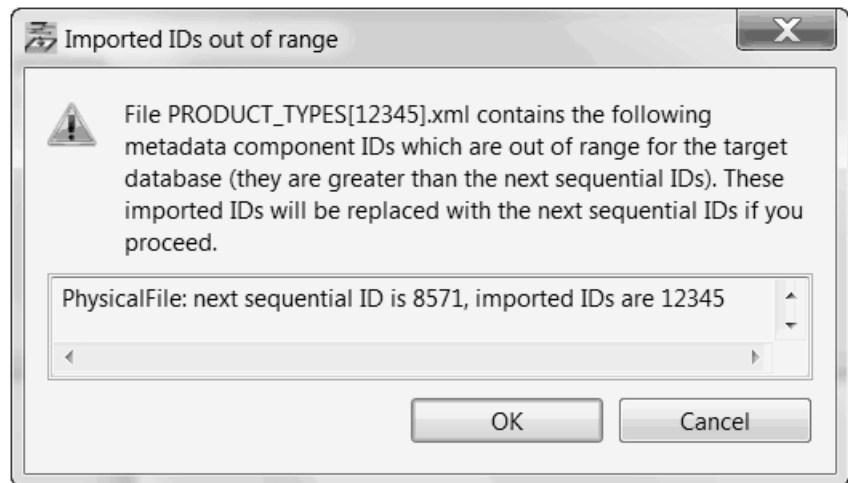 Imported IDs out of range
File PRODUCT_TYPES[12345].xml contains the following
metadata component IDs which are out of range for the target
database (they are greater than the next sequential IDs). These
imported IDs will be replaced with the next sequential IDs if you
proceed.
PhysicalFile: next sequential ID is 8571, imported IDs are 12345
OK
Cancel